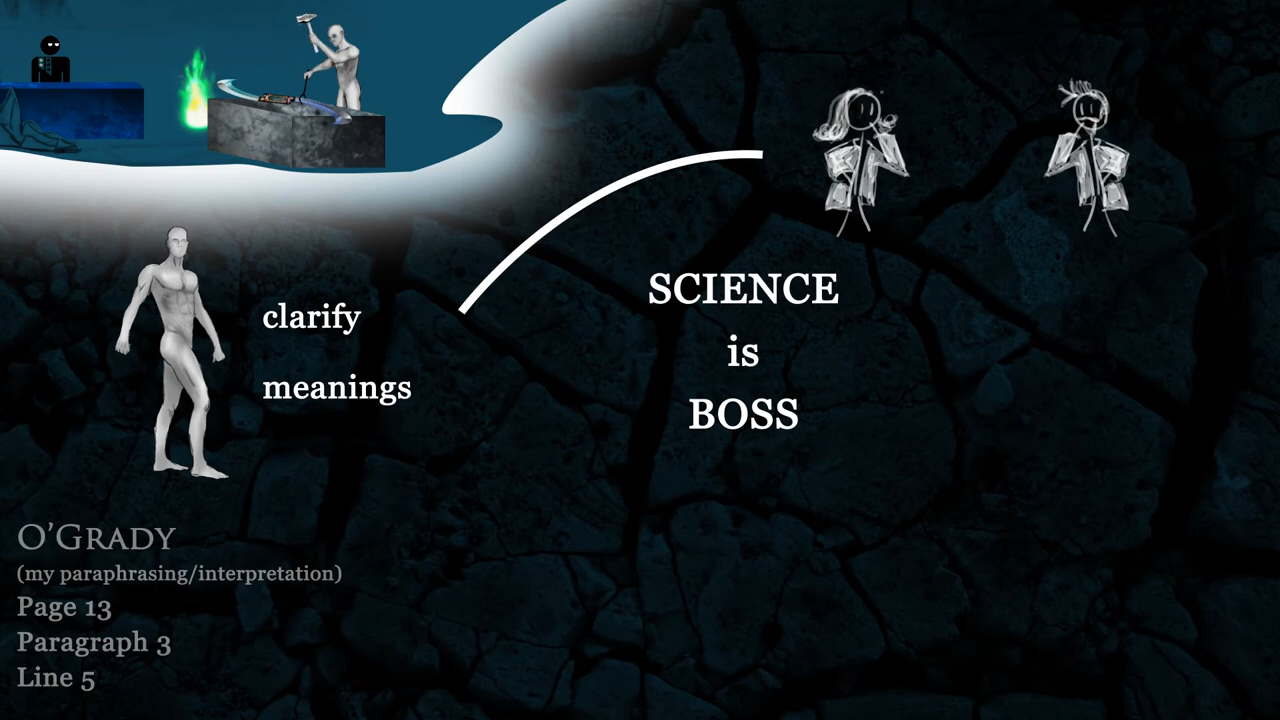 SCIENCE
is
BOSS
clarify
meanings
O'GRADY
(my paraphrasing/interpretation)
Page 13
Paragraph 3
Line 5